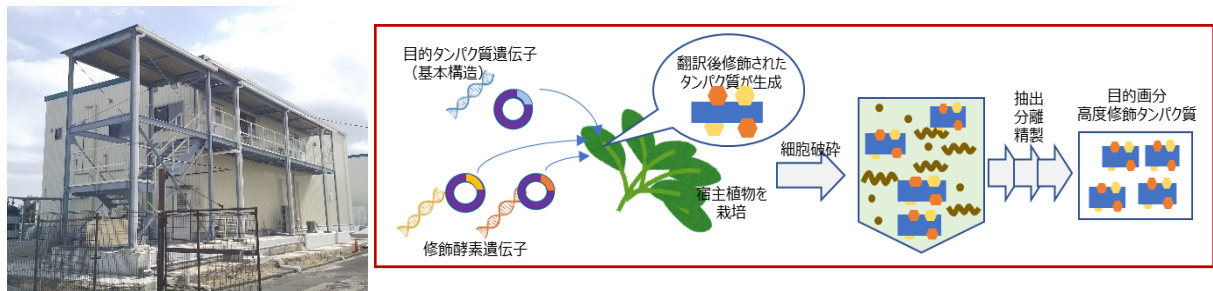 目的タンパク質遺伝子
（基本構造）
翻訳後修飾された
タンパク質が生成
修飾酵素遺伝子
宿主植物を
栽培
細胞破砕
抽出
分離
精製
目的画分
高度修飾タンパク質